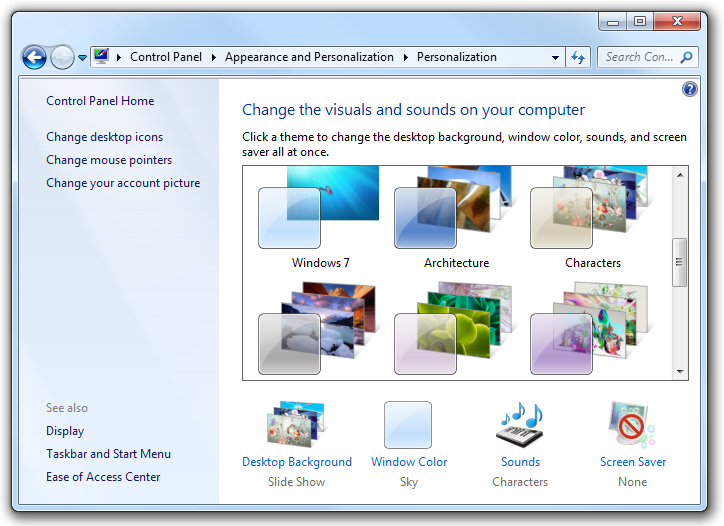 Control Panel Appearance and Personalization Personalization
Search Con...
Control Panel Home
Change desktop icons
Change mouse pointers
Change your account picture
See also
Display
Taskbar and Start Menu
Ease of Access Center
Change the visuals and sounds on your computer
Click a theme to change the desktop background, window color, sounds, and screen
saver all at once.
Windows 7 Architecture Characters
Desktop Background Window Color Sounds Screen Saver
Slide Show Sky Characters None